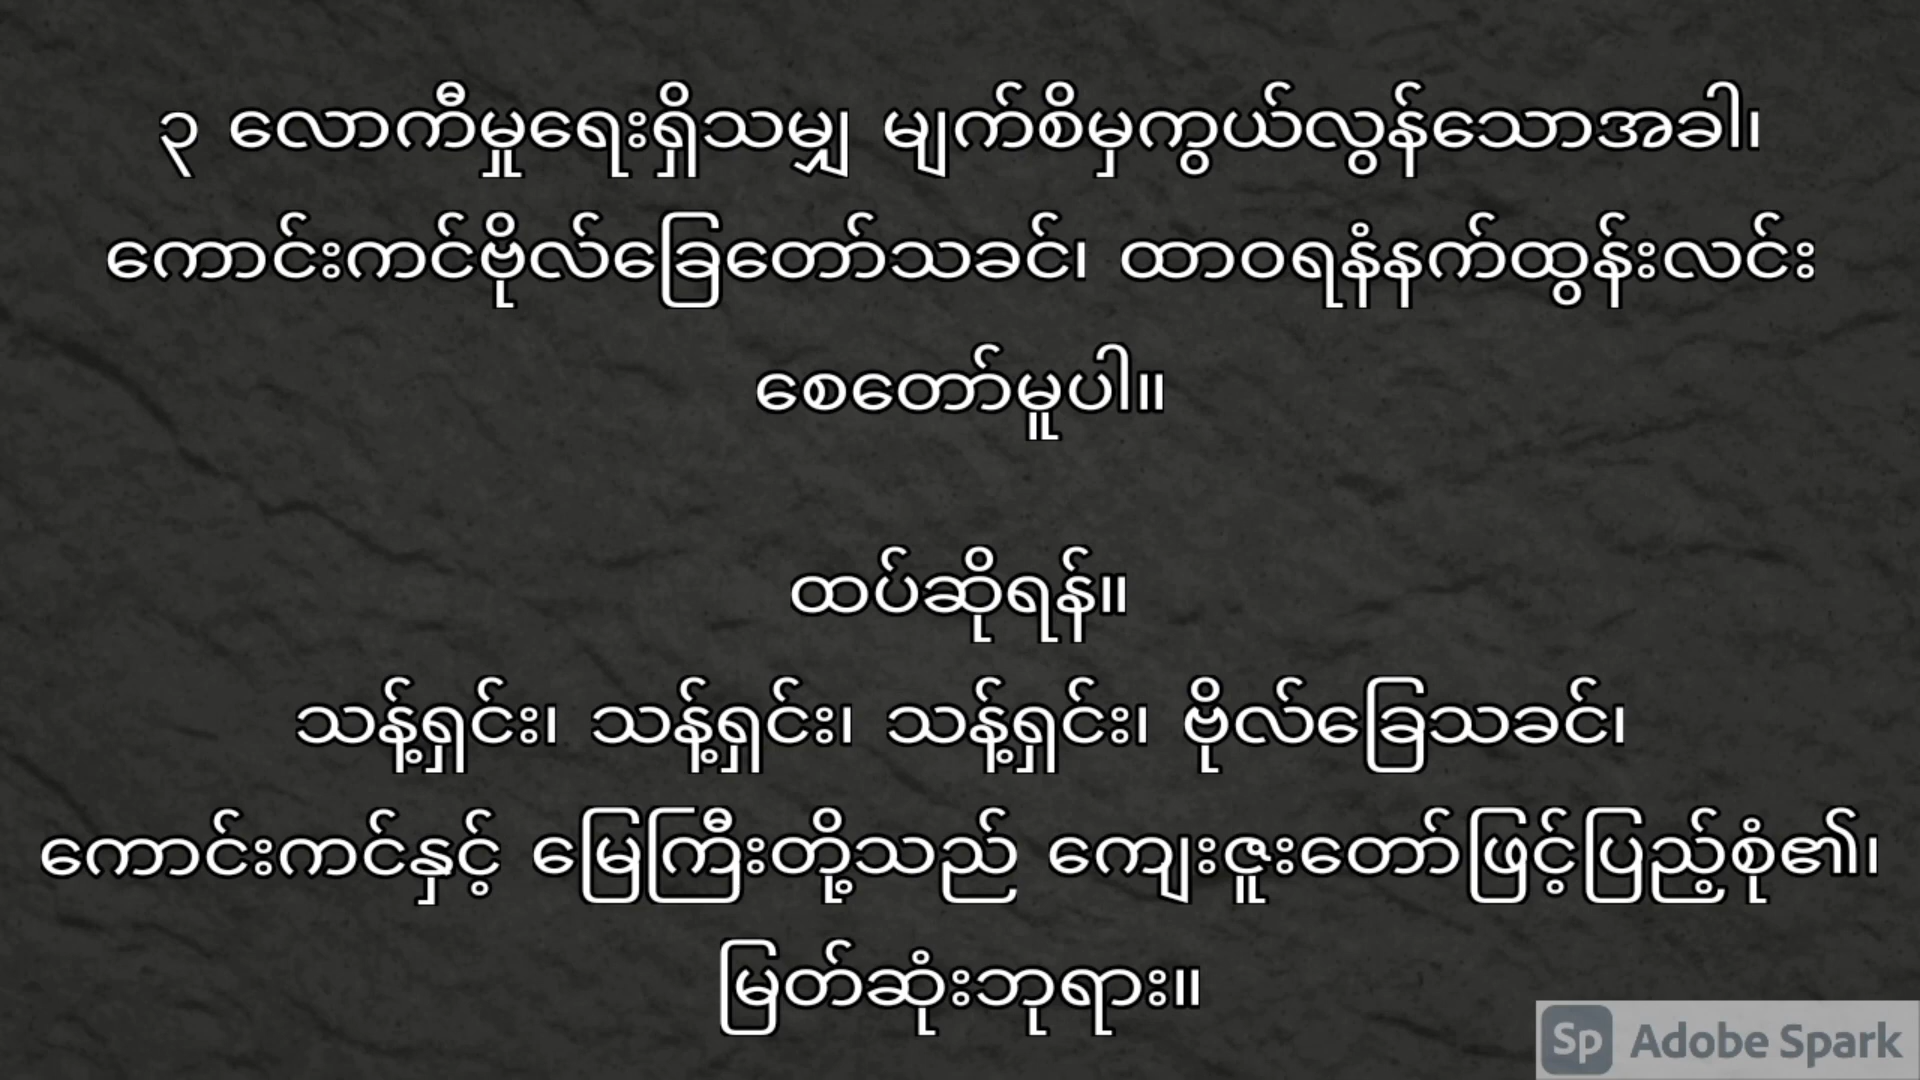 ၃ လောကီမှုရေးရှိသမျှ မျက်စိမှကွယ်လွန်သောအခါ၊
ကောင်းကင်ဗိုလ်ခြေတော်သခင်၊ ထာဝရနံနက်ထွန်းလင်း
စေတော်မူပါ။
ထပ်ဆိုရန်။
သန့်ရှင်း၊ သန့်ရှင်း၊ သန့်ရှင်း၊ ဗိုလ်ခြေသခင်၊
ကောင်းကင်နှင့် မြေကြီးတို့သည် ကျေးဇူးတော်ဖြင့်ပြည့်စုံ၏၊
မြတ်ဆုံးဘုရား။
Sp Adobe Spark